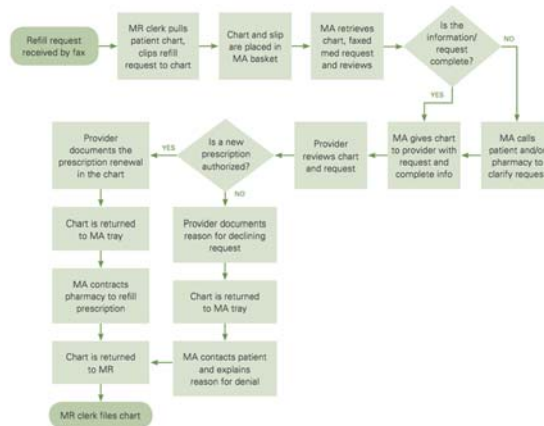 Refill request
received by fax
MR clerk pulls
patient chart,
clips refill
request to chart
Chart and slip
are placed in
MA basket
MA retrieves
chart, faxed
med request
and reviews
Is the
information/
request
complete?
NO
YES
MA calls
patient and/or
pharmacy to
clarify request
MA gives chart
to provider with
request and
complete info
Provider
reviews chart
and request
Is a new
prescription
authorized?
YES
NO
Provider
documents the
prescription renewal
in the chart
Chart is returned
to MA tray
MA contracts
pharmacy to refill
prescription
Chart is returned
to MR
MR clerk files chart
Provider documents
reason for declining
request
Chart is returned
to MA tray
MA contacts patient
and explains
reason for denial